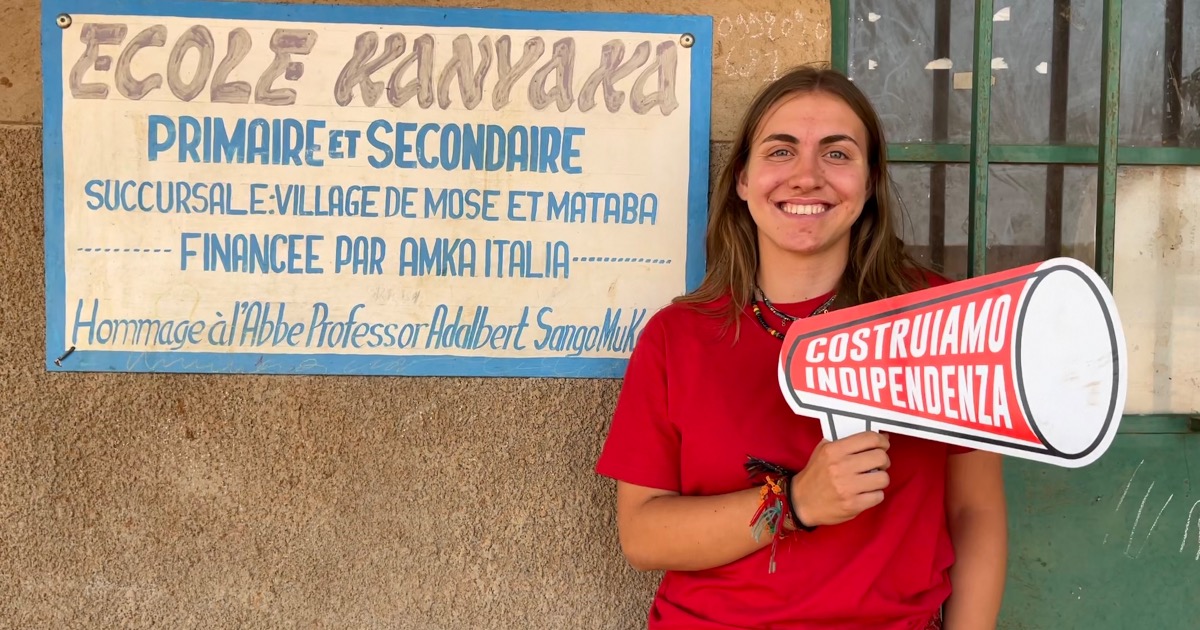 ECOLE KANYAKA
PRIMAIRE ET SECONDAIRE
SUCCURSALE:VILLAGE DE MOSE ET MATABA
FINANCEE PAR AMKA ITALIA
Hommage à l'Abbe Professor Adalbert Sango
COSTRUIAMO
INDIPENDENZA